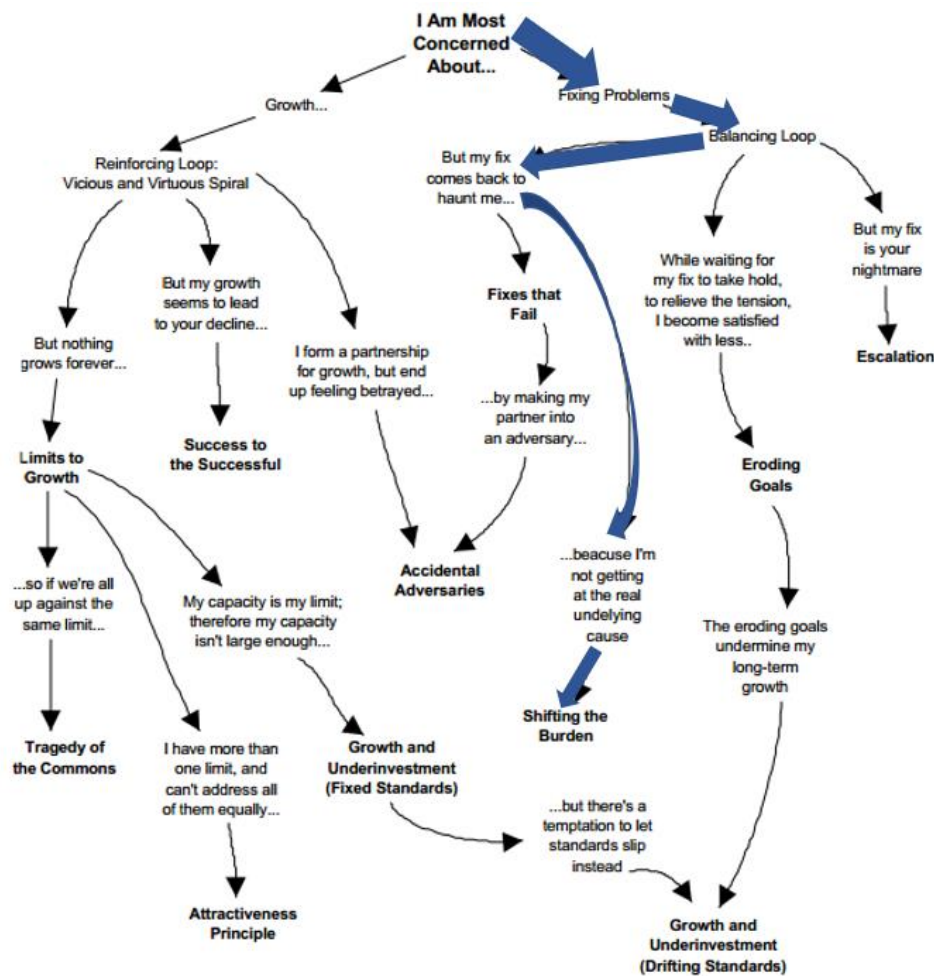 I Am Most
Concerned
About...
Growth...
Fixing Problems
Reinforcing Loop:
Vicious and Virtuous Spiral
Balancing Loop
But my fix
comes back to
haunt me...
But nothing
grows forever...
But my growth
seems to lead
to your decline...
I form a partnership
for growth, but end
up feeling betrayed...
Fixes that
Fail
While waiting for
my fix to take hold,
to relieve the tension,
I become satisfied
with less..
But my fix
is your
nightmare
Escalation
...by making my
partner into
an adversary...
Limits to
Growth
Success to
the Successful
Eroding
Goals
...so if we're all
up against the
same limit...
My capacity is my limit;
therefore my capacity
isn't large enough...
Accidental
Adversaries
...beacuse I'm
not getting
at the real
undelying
cause
The eroding goals
undermine my
long-term
growth
Tragedy of
the Commons
I have more than
one limit, and
can't address all
of them equally...
Growth and
Underinvestment
(Fixed Standards)
Shifting the
Burden
...but there's a
temptation to let
standards slip
instead
Attractiveness
Principle
Growth and
Underinvestment
(Drifting Standards)